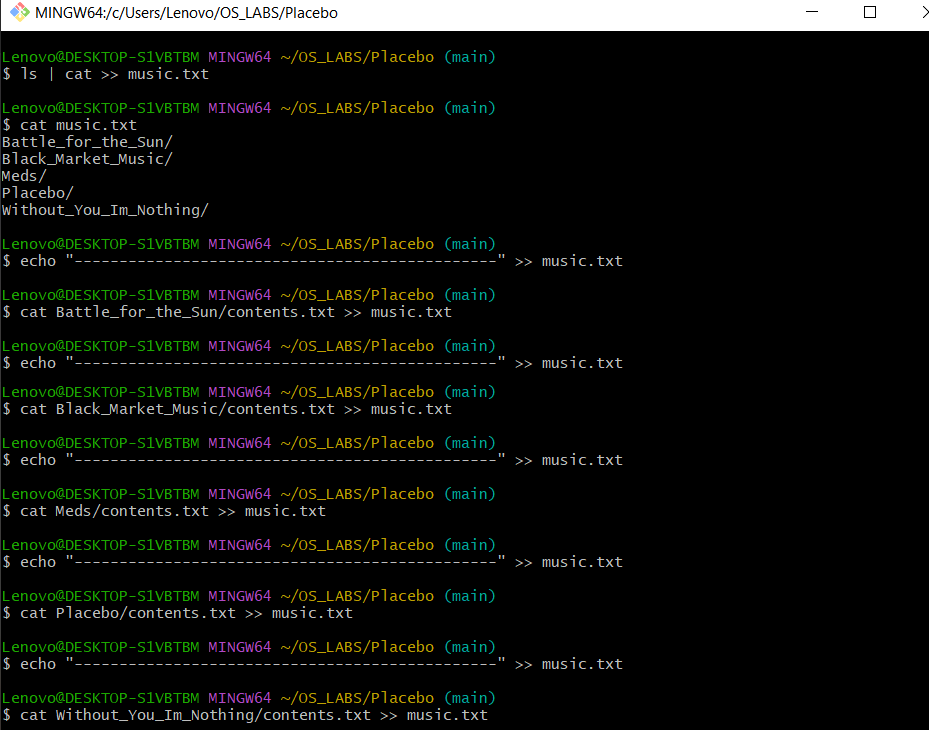 MINGW64:/c/Users/Lenovo/OS_LABS/Placebo
Lenovo@DESKTOP-S1VBTBM MINGW64 ~/OS_LABS/Placebo (main)
$ ls | cat >> music.txt
Lenovo@DESKTOP-S1VBTBM MINGW64 ~/OS_LABS/Placebo (main)
$ cat music.txt
Battle_for_the_Sun/
Black_Market_Music/
Meds/
Placebo/
Without_You_Im_Nothing/
Lenovo@DESKTOP-S1VBTBM MINGW64 ~/OS_LABS/Placebo (main)
$ echo "-----------------------------------------------" >> music.txt
Lenovo@DESKTOP-S1VBTBM MINGW64 ~/OS_LABS/Placebo (main)
$ cat Battle_for_the_Sun/contents.txt >> music.txt
Lenovo@DESKTOP-S1VBTBM MINGW64 ~/OS_LABS/Placebo (main)
$ echo "-----------------------------------------------" >> music.txt
Lenovo@DESKTOP-S1VBTBM MINGW64 ~/OS_LABS/Placebo (main)
$ cat Black_Market_Music/contents.txt >> music.txt
Lenovo@DESKTOP-S1VBTBM MINGW64 ~/OS_LABS/Placebo (main)
$ echo "-----------------------------------------------" >> music.txt
Lenovo@DESKTOP-S1VBTBM MINGW64 ~/OS_LABS/Placebo (main)
$ cat Meds/contents.txt >> music.txt
Lenovo@DESKTOP-S1VBTBM MINGW64 ~/OS_LABS/Placebo (main)
$ echo "-----------------------------------------------" >> music.txt
Lenovo@DESKTOP-S1VBTBM MINGW64 ~/OS_LABS/Placebo (main)
$ cat Placebo/contents.txt >> music.txt
Lenovo@DESKTOP-S1VBTBM MINGW64 ~/OS_LABS/Placebo (main)
$ echo "-----------------------------------------------" >> music.txt
Lenovo@DESKTOP-S1VBTBM MINGW64 ~/OS_LABS/Placebo (main)
$ cat Without_You_Im_Nothing/contents.txt >> music.txt